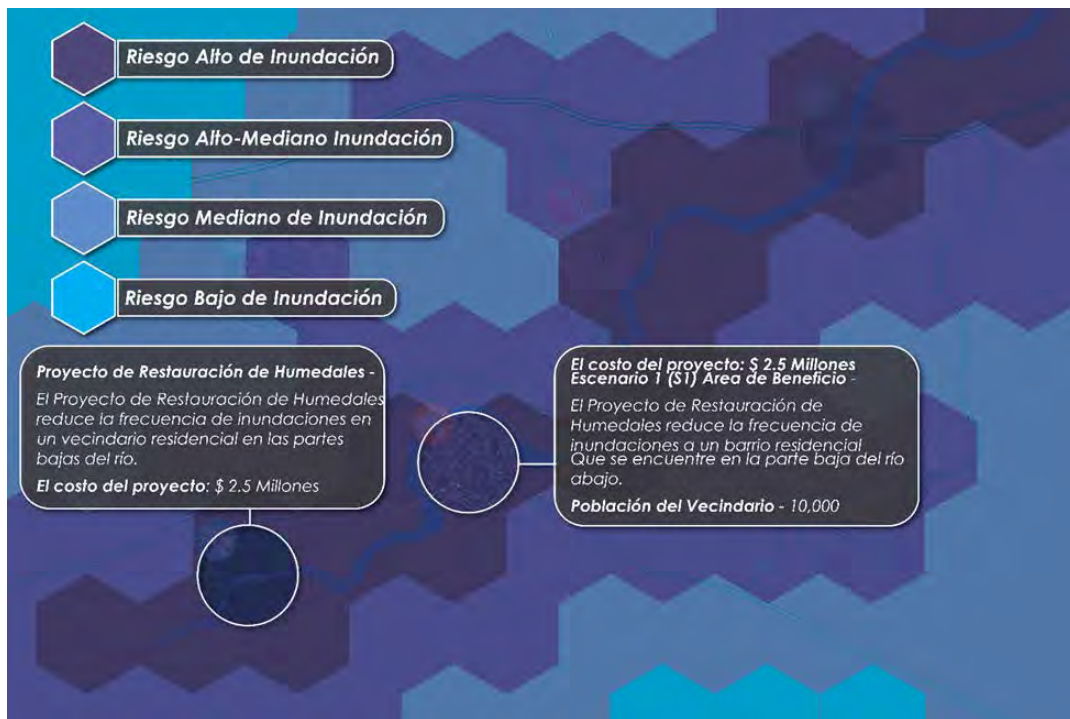 Riesgo Alto de Inundación
Riesgo Alto-Mediano Inundación
Riesgo Mediano de Inundación
Riesgo Bajo de Inundación
Proyecto de Restauración de Humedales -
El Proyecto de Restauración de Humedales
reduce la frecuencia de inundaciones en
un vecindario residencial en las partes
bajas del río.
El costo del proyecto: $ 2.5 Millones
El costo del proyecto: $ 2.5 Millones
Escenario 1 (S1) Area de Beneficio -
El Proyecto de Restauración de
Humedales reduce la frecuencia de
inundaciones a un barrio residencial
Que se encuentre en la parte baja del río
abajo.
Población del Vecindario - 10,000